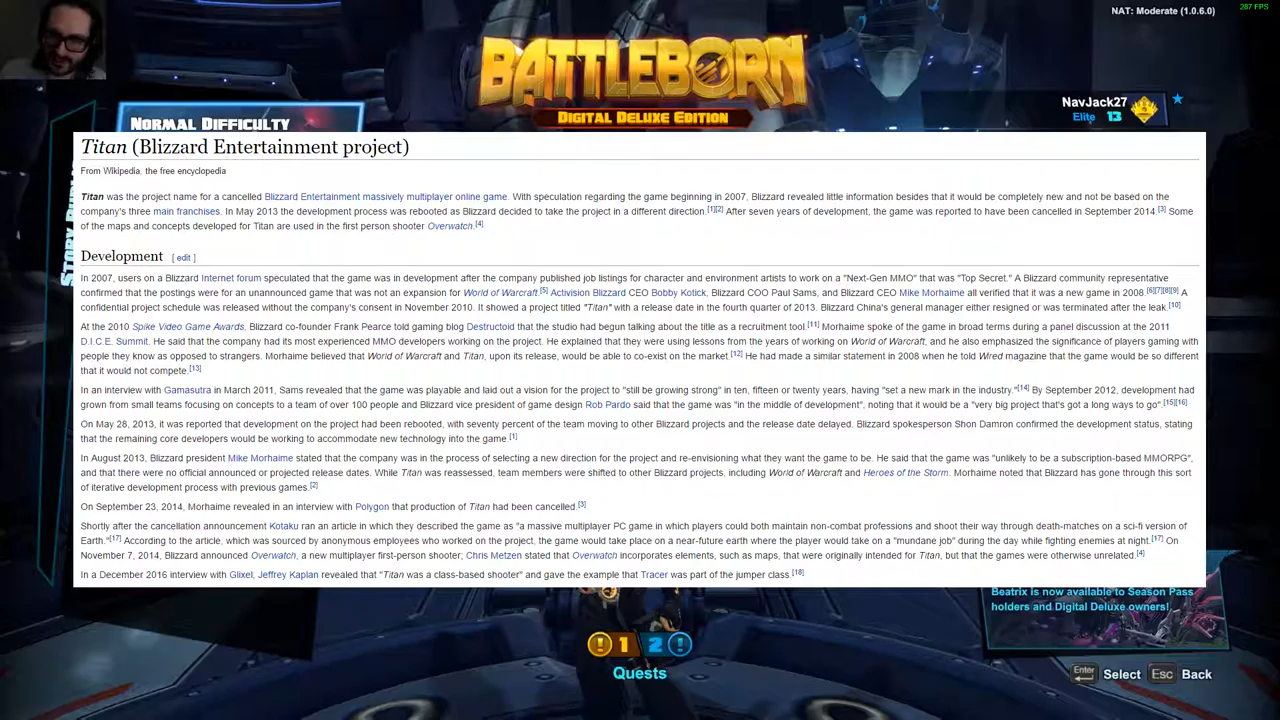 NAT: Moderate (1.0.6.0)
287 FPS
BATTLEBORN
DIGITAL DELUXE EDITION
NavJack27
Elite 13
NORMAL DIFFICULTY
Titan (Blizzard Entertainment project)
From Wikipedia, the free encyclopedia
Titan was the project name for a cancelled Blizzard Entertainment massively multiplayer online game. With speculation regarding the game beginning in 2007, Blizzard revealed little information besides that it would be completely new and not be based on the
company's three main franchises. In May 2013 the development process was rebooted as Blizzard decided to take the project in a different direction.[1][2] After seven years of development, the game was reported to have been cancelled in September 2014.[3] Some
of the maps and concepts developed for Titan are used in the first person shooter Overwatch.[4]
Development [ edit ]
In 2007, users on a Blizzard Internet forum speculated that the game was in development after the company published job listings for character and environment artists to work on a "Next-Gen MMO" that was "Top Secret." A Blizzard community representative
confirmed that the postings were for an unannounced game that was not an expansion for World of Warcraft.[5] Activision Blizzard CEO Bobby Kotick, Blizzard COO Paul Sams, and Blizzard CEO Mike Morhaime all verified that it was a new game in 2008.[6][7][8][9] A
confidential project schedule was released without the company's consent in November 2010. It showed a project titled "Titan" with a release date in the fourth quarter of 2013. Blizzard China's general manager either resigned or was terminated after the leak.[10]
At the 2010 Spike Video Game Awards, Blizzard co-founder Frank Pearce told gaming blog Destructoid that the studio had begun talking about the title as a recruitment tool.[11] Morhaime spoke of the game in broad terms during a panel discussion at the 2011
D.I.C.E. Summit. He said that the company had its most experienced MMO developers working on the project. He explained that they were using lessons from the years of working on World of Warcraft, and he also emphasized the significance of players gaming with
people they know as opposed to strangers. Morhaime believed that World of Warcraft and Titan, upon its release, would be able to co-exist on the market.[12] He had made a similar statement in 2008 when he told Wired magazine that the game would be so different
that it would not compete.[13]
In an interview with Gamasutra in March 2011, Sams revealed that the game was playable and laid out a vision for the project to "still be growing strong" in ten, fifteen or twenty years, having "set a new mark in the industry."[14] By September 2012, development had
grown from small teams focusing on concepts to a team of over 100 people and Blizzard vice president of game design Rob Pardo said that the game was "in the middle of development", noting that it would be a "very big project that's got a long ways to go".[15][16]
On May 28, 2013, it was reported that development on the project had been rebooted, with seventy percent of the team moving to other Blizzard projects and the release date delayed. Blizzard spokesperson Shon Damron confirmed the development status, stating
that the remaining core developers would be working to accommodate new technology into the game.[1]
In August 2013, Blizzard president Mike Morhaime stated that the company was in the process of selecting a new direction for the project and re-envisioning what they want the game to be. He said that the game was "unlikely to be a subscription-based MMORPG",
and that there were no official announced or projected release dates. While Titan was reassessed, team members were shifted to other Blizzard projects, including World of Warcraft and Heroes of the Storm. Morhaime noted that Blizzard has gone through this sort
of iterative development process with previous games.[2]
On September 23, 2014, Morhaime revealed in an interview with Polygon that production of Titan had been cancelled.[3]
Shortly after the cancellation announcement Kotaku ran an article in which they described the game as "a massive multiplayer PC game in which players could both maintain non-combat professions and shoot their way through death-matches on a sci-fi version of
Earth."[17] According to the article, which was sourced by anonymous employees who worked on the project, the game would take place on a near-future earth where the player would take on a "mundane job" during the day while fighting enemies at night.[17] On
November 7, 2014, Blizzard announced Overwatch, a new multiplayer first-person shooter; Chris Metzen stated that Overwatch incorporates elements, such as maps, that were originally intended for Titan, but that the games were otherwise unrelated.[4]
In a December 2016 interview with Glixel, Jeffrey Kaplan revealed that "Titan was a class-based shooter" and gave the example that Tracer was part of the jumper class.[18]
Beatrix is now available to Season Pass
holders and Digital Deluxe owners!
! 1 2 !
Quests
Enter Select Esc Back